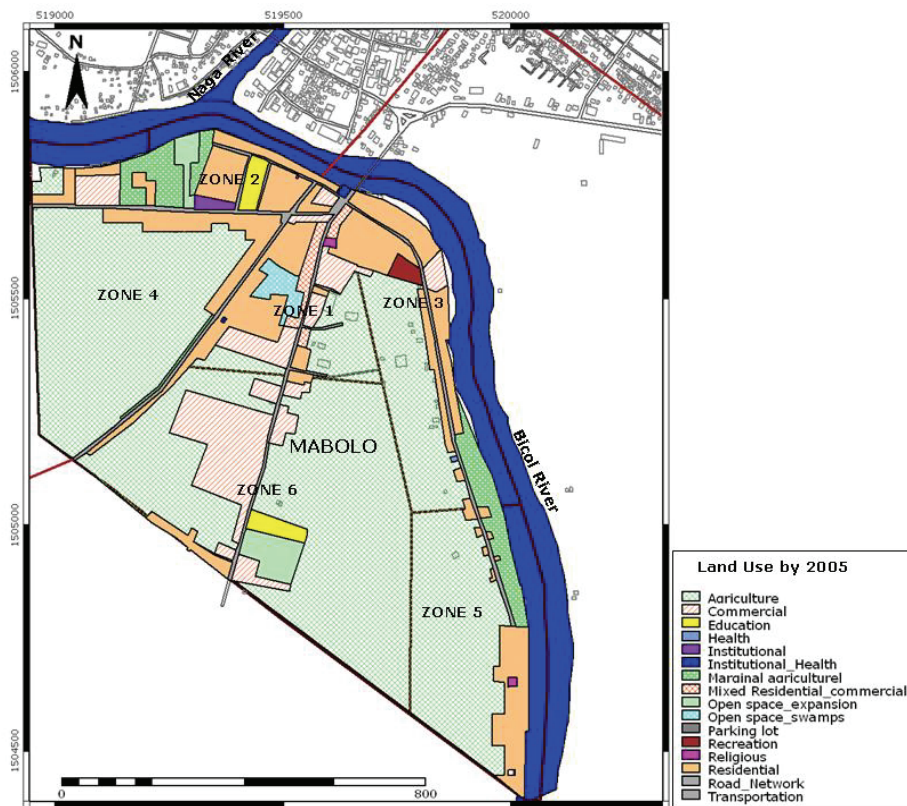 519000
519500
520000
N
Naga River
1506000
ZONE 2
ZONE 4
ZONE 3
ZONE 1
1505500
MABOLO
Bicol River
ZONE 6
1505000
ZONE 5
1504500
0
800
Land Use by 2005
Agriculture
Commercial
Education
Health
Institutional
Institutional_Health
Marginal agriculturel
Mixed Residential_commercial
Open space_expansion
Open space_swamps
Parking lot
Recreation
Religious
Residential
Road_Network
Transportation